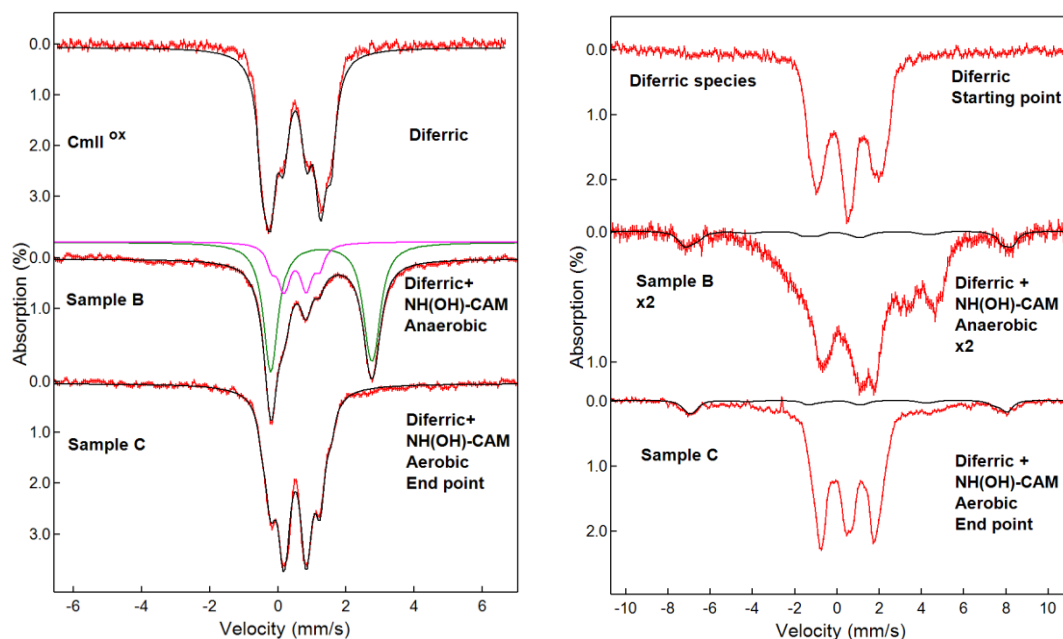 0.0
1.0
2.0
3.0
CmII ox
Diferric
0.0
1.0
Sample B
Diferric+
NH(OH)-CAM
Anaerobic
0.0
1.0
2.0
3.0
Sample C
Diferric+
NH(OH)-CAM
Aerobic
End point
Absorption (%)
-6 -4 -2 0 2 4 6
Velocity (mm/s)
0.0
1.0
2.0
Diferric species
Diferric
Starting point
0.0
1.0
Sample B
x2
Diferric +
NH(OH)-CAM
Anaerobic
x2
0.0
1.0
2.0
Sample C
Diferric +
NH(OH)-CAM
Aerobic
End point
Absorption (%)
-10 -8 -6 -4 -2 0 2 4 6 8 10
Velocity (mm/s)